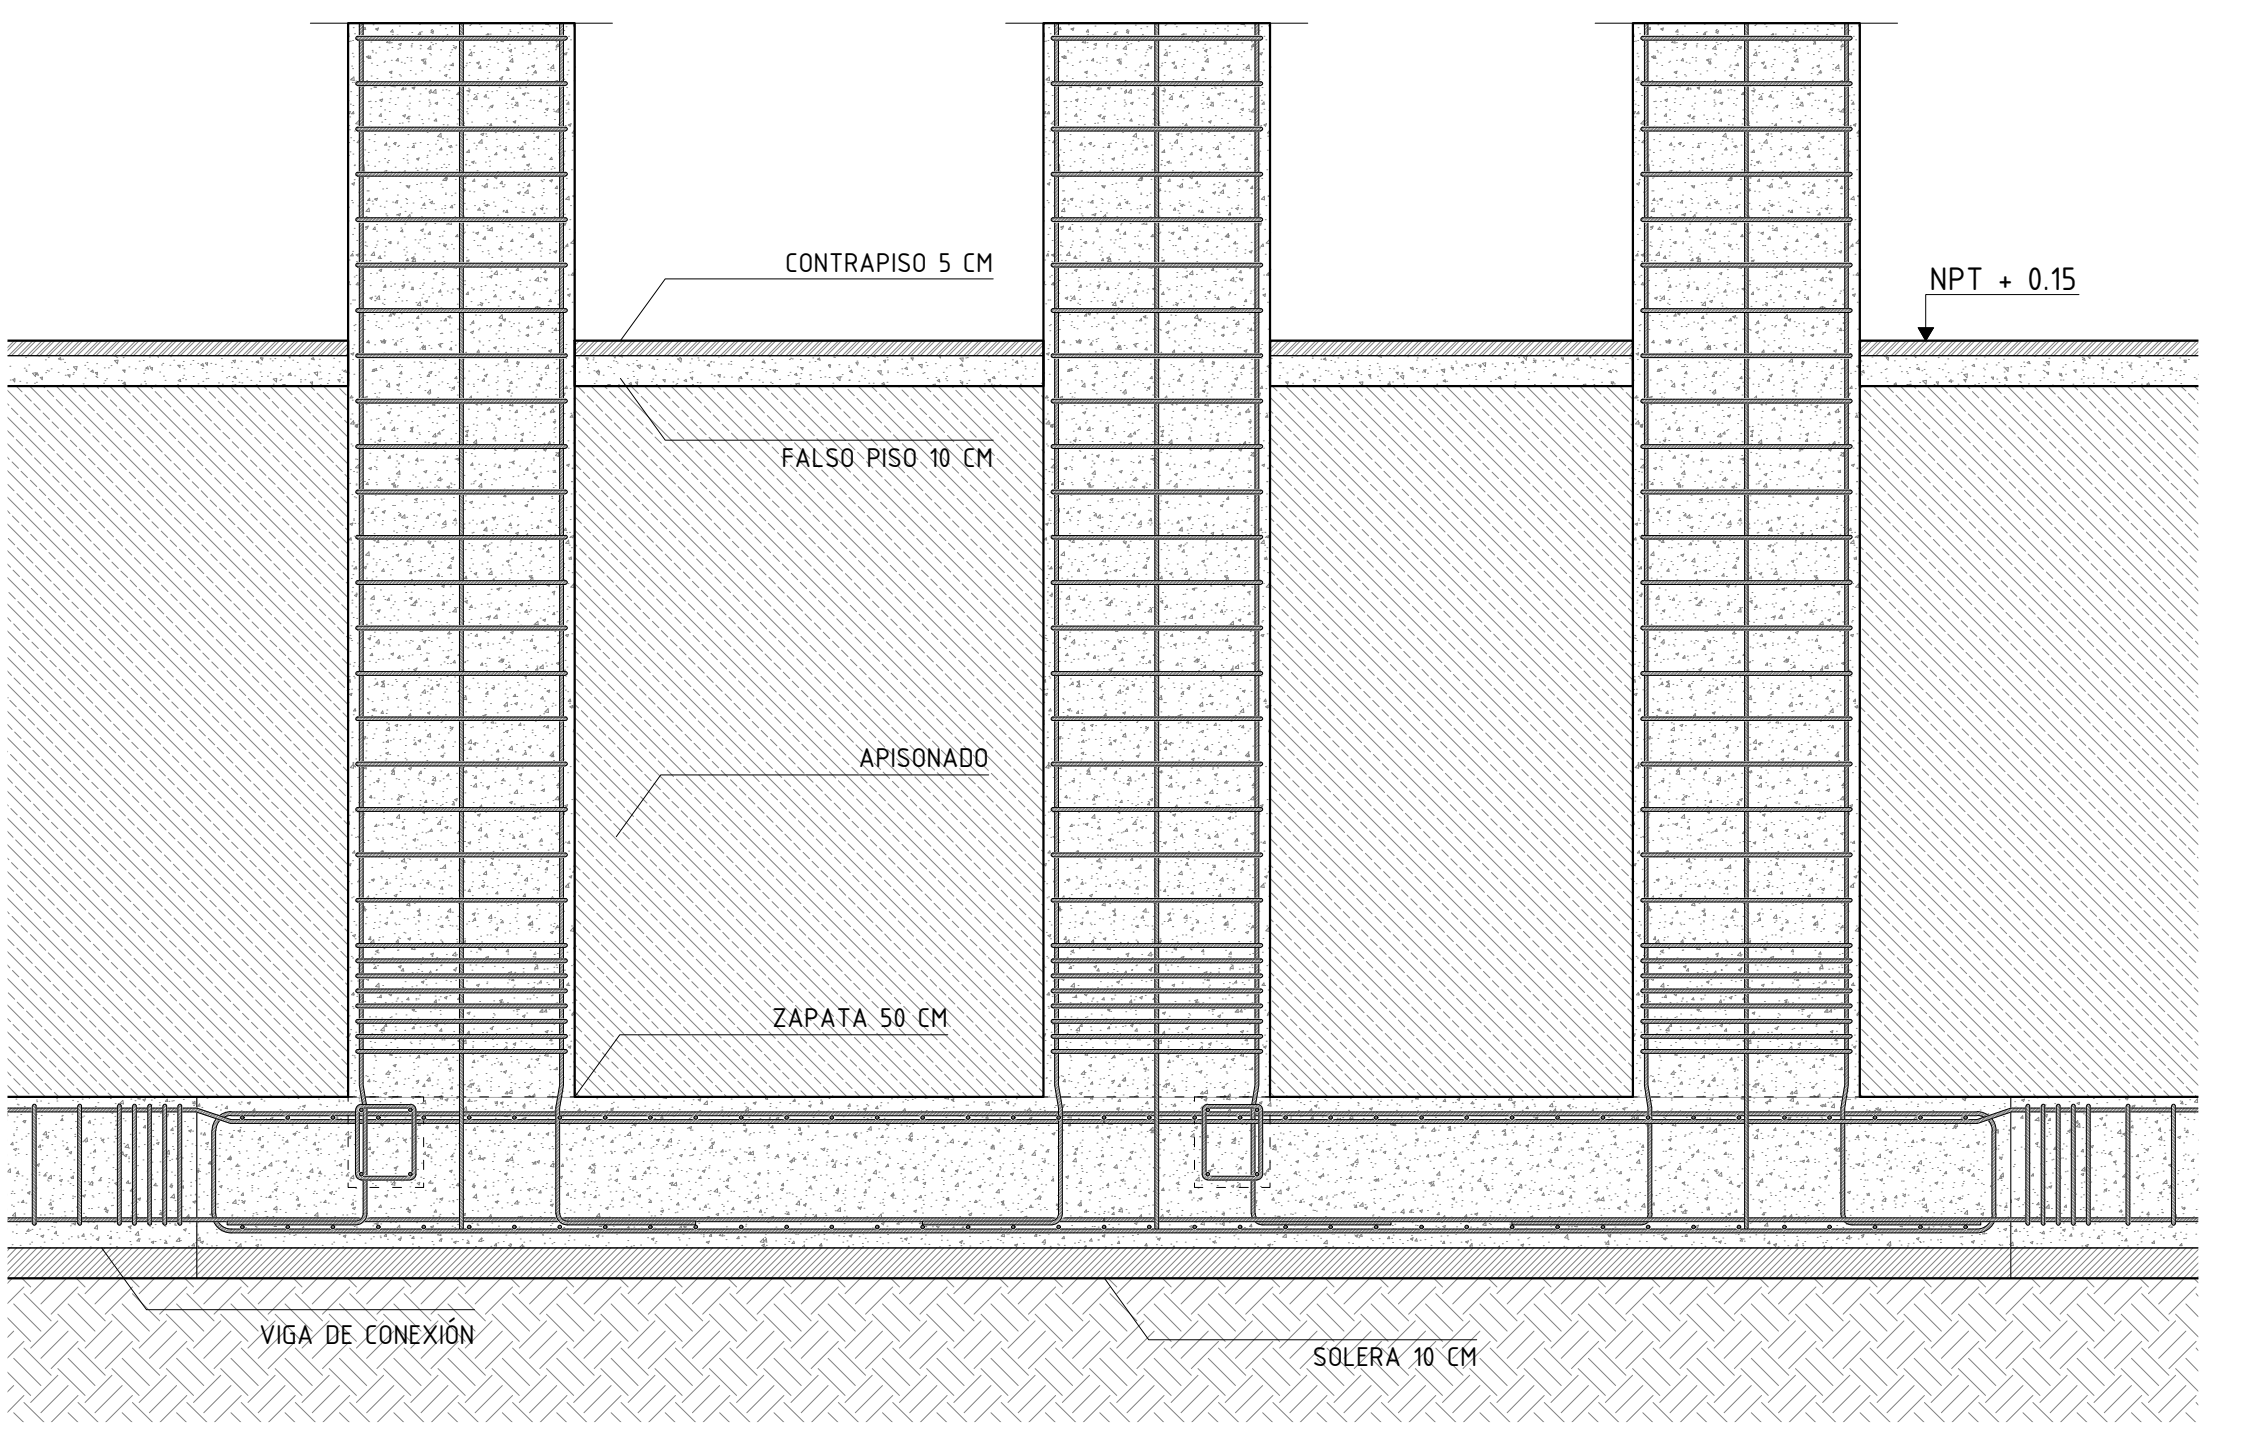 CONTRAPISO 5 CM
NPT + 0.15
FALSO PISO 10 CM
APISONADO
ZAPATA 50 CM
VIGA DE CONEXIÓN
SOLERA 10 CM